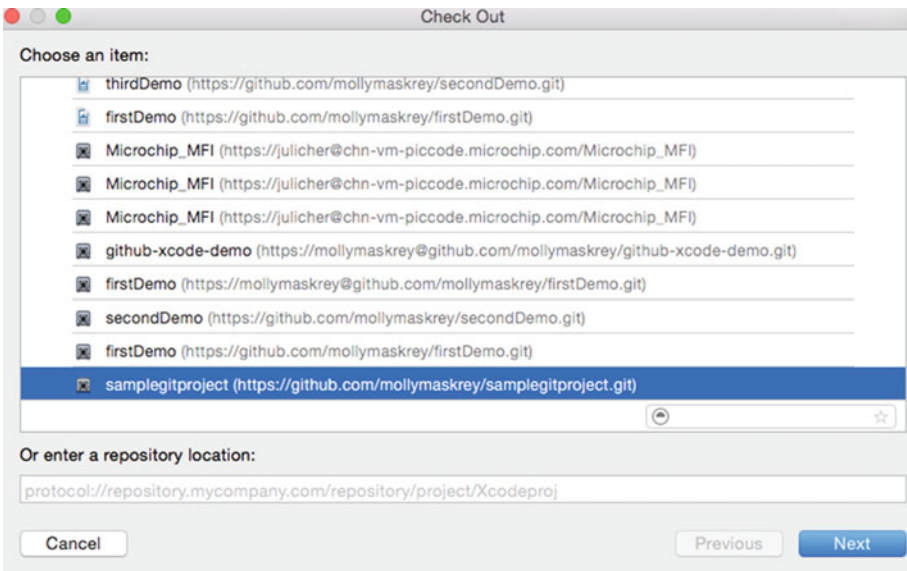 Check Out
Choose an item:
thirdDemo (https://github.com/mollymaskrey/secondDemo.git)
firstDemo (https://github.com/mollymaskrey/firstDemo.git)
Microchip_MFI (https://julicher@chn-vm-piccode.microchip.com/Microchip_MFI)
Microchip_MFI (https://julicher@chn-vm-piccode.microchip.com/Microchip_MFI)
Microchip_MFI (https://julicher@chn-vm-piccode.microchip.com/Microchip_MFI)
github-xcode-demo (https://mollymaskrey@github.com/mollymaskrey/github-xcode-demo.git)
firstDemo (https://mollymaskrey@github.com/mollymaskrey/firstDemo.git)
secondDemo (https://github.com/mollymaskrey/secondDemo.git)
firstDemo (https://github.com/mollymaskrey/firstDemo.git)
samplegitproject (https://github.com/mollymaskrey/samplegitproject.git)
Or enter a repository location:
protocol://repository.mycompany.com/repository/project/Xcodeproj
Cancel Previous Next